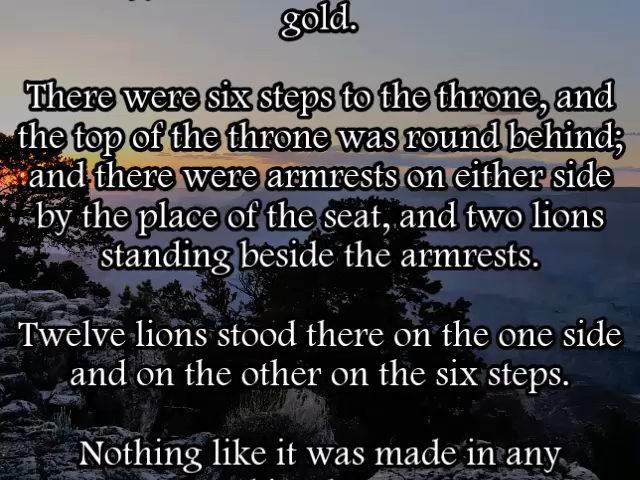 gold.
There were six steps to the throne, and
the top of the throne was round behind;
and there were armrests on either side
by the place of the seat, and two lions
standing beside the armrests.
Twelve lions stood there on the one side
and on the other on the six steps.
Nothing like it was made in any